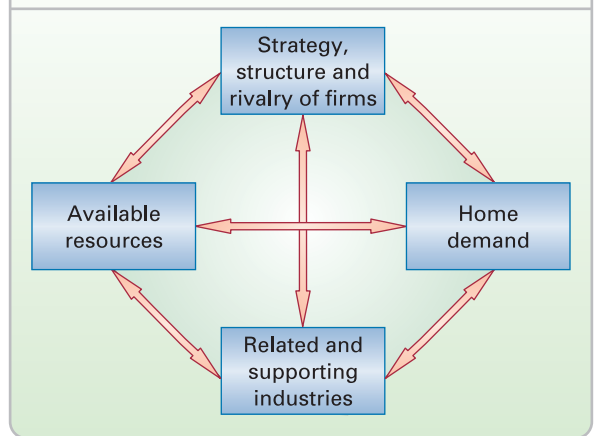 Strategy,
structure and
rivalry of firms
Available
resources
Home
demand
Related and
supporting
industries